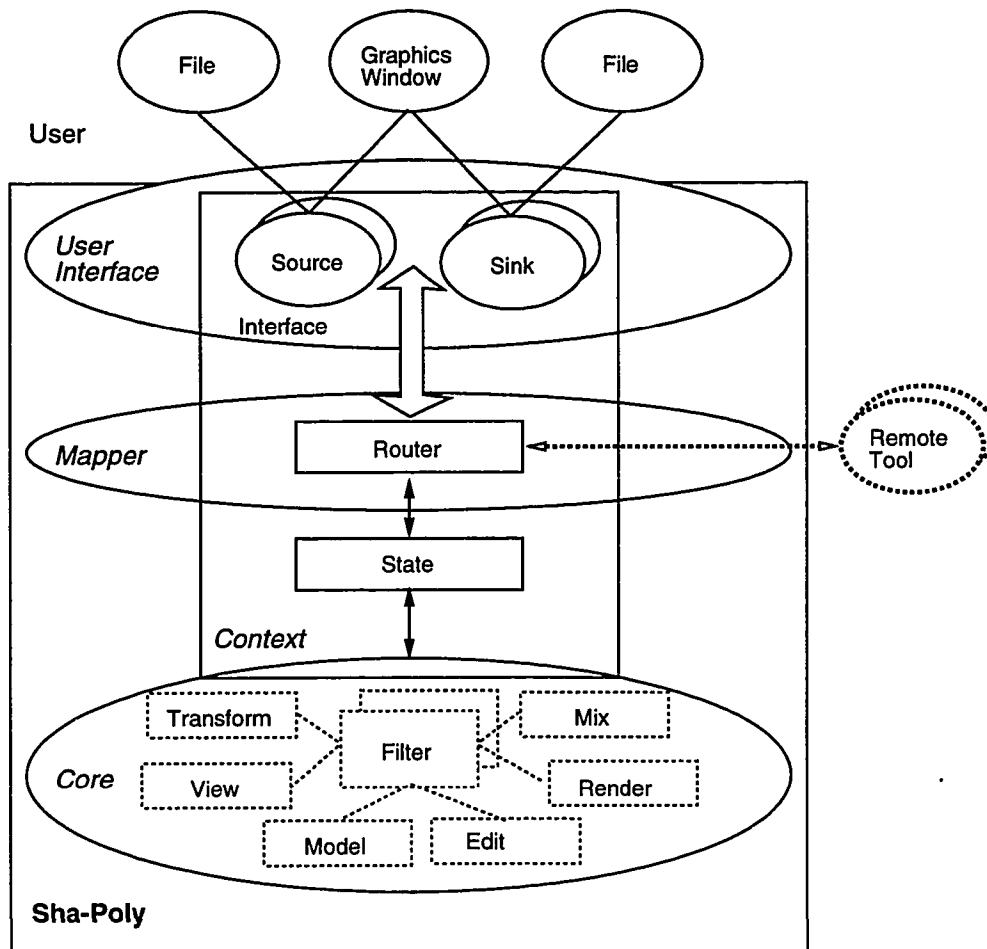 File
Graphics
Window
File
User
User
Interface
Source
Sink
Interface
Mapper
Router
Remote
Tool
State
Context
Transform
Mix
Filter
Core
View
Render
Model
Edit
Sha-Poly